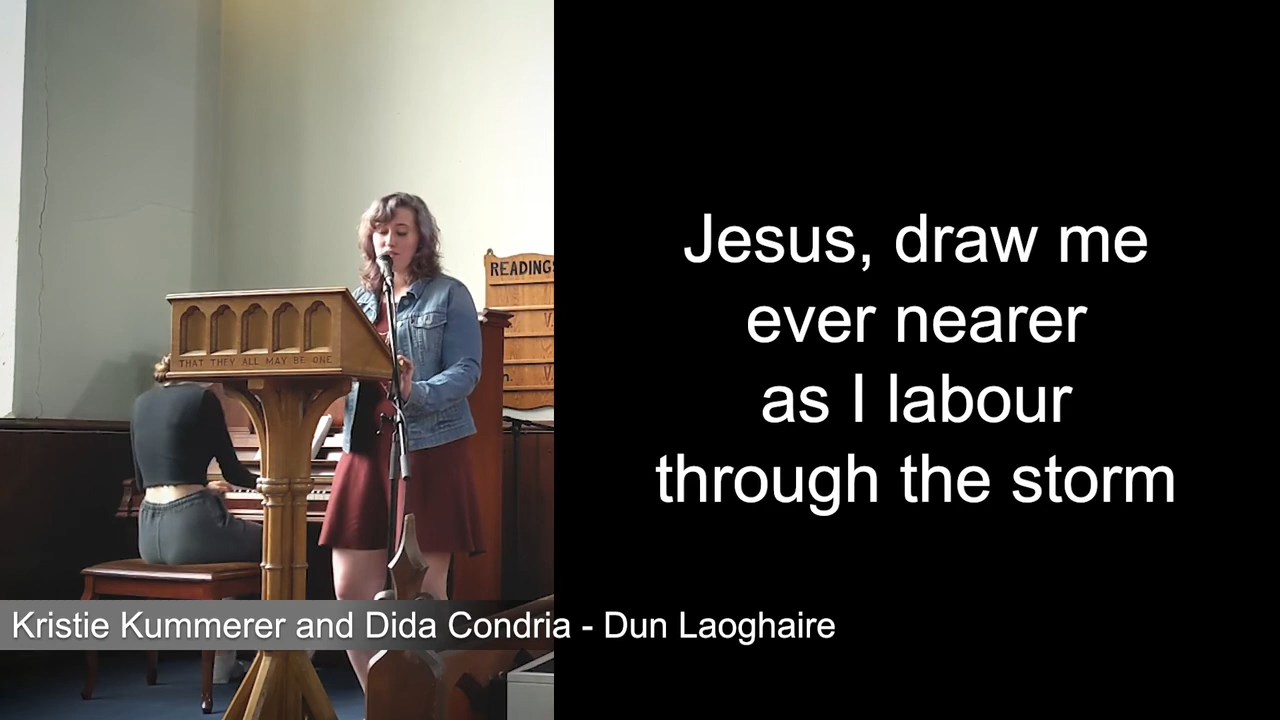 READINGS
V.
n. V.
THAT THEY ALL MAY BE ONE
Jesus, draw me
ever nearer
as I labour
through the storm
Kristie Kummerer and Dida Condria - Dun Laoghaire